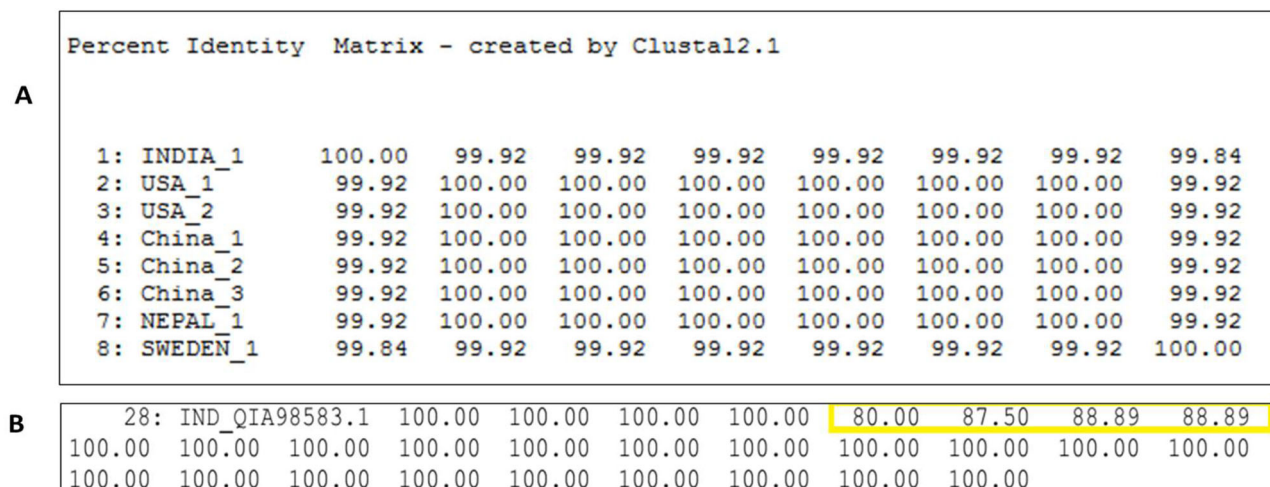 Percent Identity  Matrix - created by Clustal2.1
A
1: INDIA_1 100.00 99.92 99.92 99.92 99.92 99.92 99.92 99.84
2: USA_1 99.92 100.00 100.00 100.00 100.00 100.00 100.00 99.92
3: USA_2 99.92 100.00 100.00 100.00 100.00 100.00 100.00 99.92
4: China_1 99.92 100.00 100.00 100.00 100.00 100.00 100.00 99.92
5: China_2 99.92 100.00 100.00 100.00 100.00 100.00 100.00 99.92
6: China_3 99.92 100.00 100.00 100.00 100.00 100.00 100.00 99.92
7: NEPAL_1 99.92 100.00 100.00 100.00 100.00 100.00 100.00 99.92
8: SWEDEN_1 99.84 99.92 99.92 99.92 99.92 99.92 99.92 100.00
B
28: IND_QIA98583.1 100.00 100.00 100.00 100.00 80.00 87.50 88.89 88.89
100.00 100.00 100.00 100.00 100.00 100.00 100.00 100.00 100.00 100.00 100.00
100.00 100.00 100.00 100.00 100.00 100.00 100.00 100.00 100.00